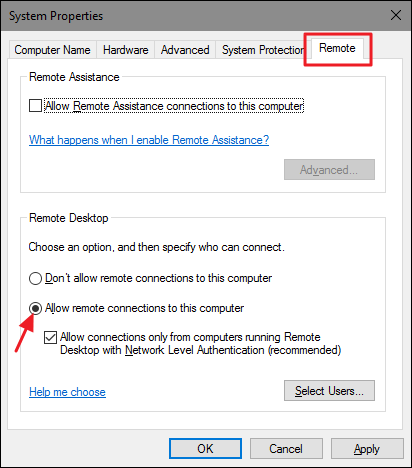 System Properties
Computer Name Hardware Advanced System Protection Remote
Remote Assistance
Allow Remote Assistance connections to this computer
What happens when I enable Remote Assistance?
Advanced...
Remote Desktop
Choose an option, and then specify who can connect.
Don't allow remote connections to this computer
Allow remote connections to this computer
Allow connections only from computers running Remote
Desktop with Network Level Authentication (recommended)
Help me choose Select Users...
OK Cancel Apply